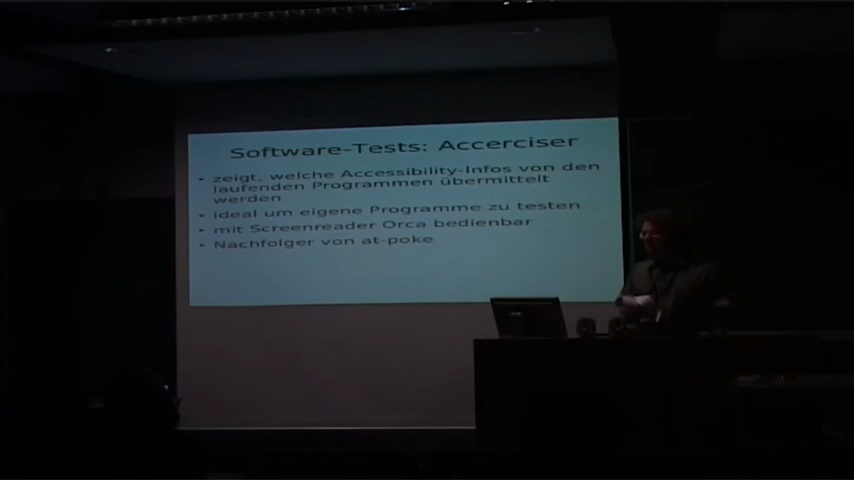 Software-Tests: Accerciser
• zeigt, welche Accessibility-Infos von den
laufenden Programmen übermittelt
werden
• ideal um eigene Programme zu testen
• mit Screenreader Orca bedienbar
• Nachfolger von at-poke